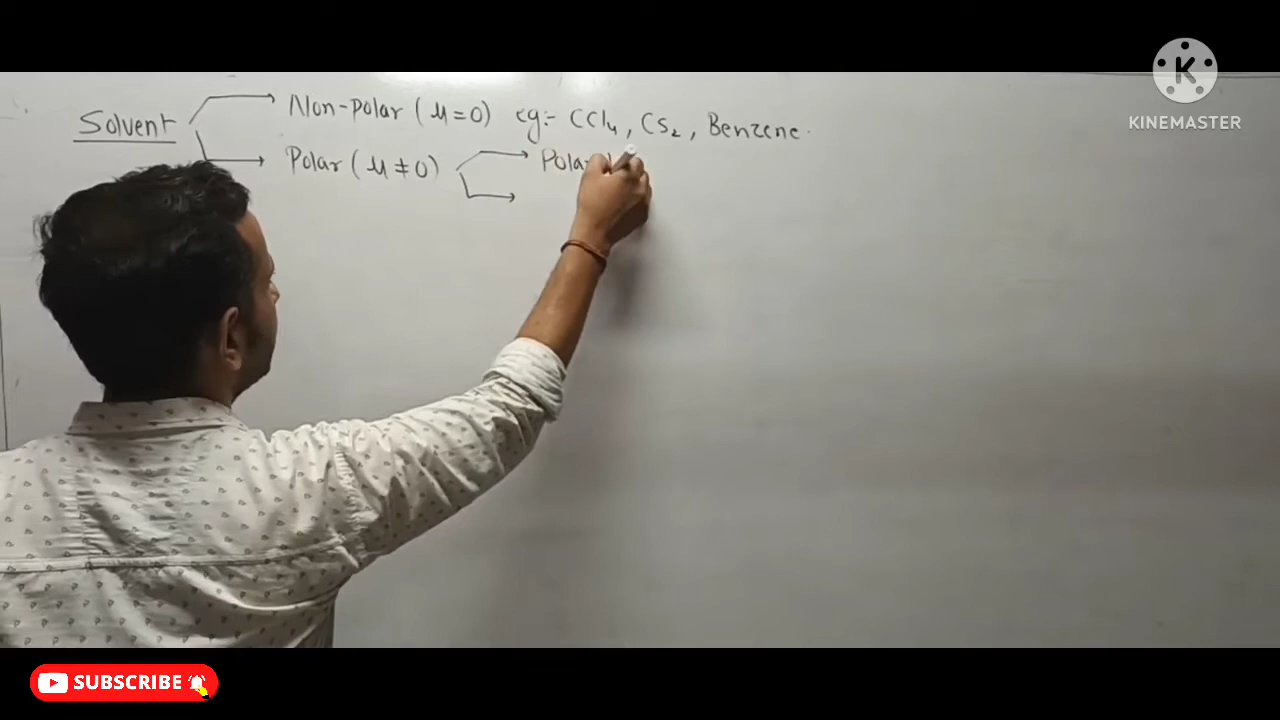 KINEMASTER
Solvent Non-Polar (μ=0) eg:- CCl₄, CS₂, Benzene.
Polar (μ≠0) Polar
SUBSCRIBE